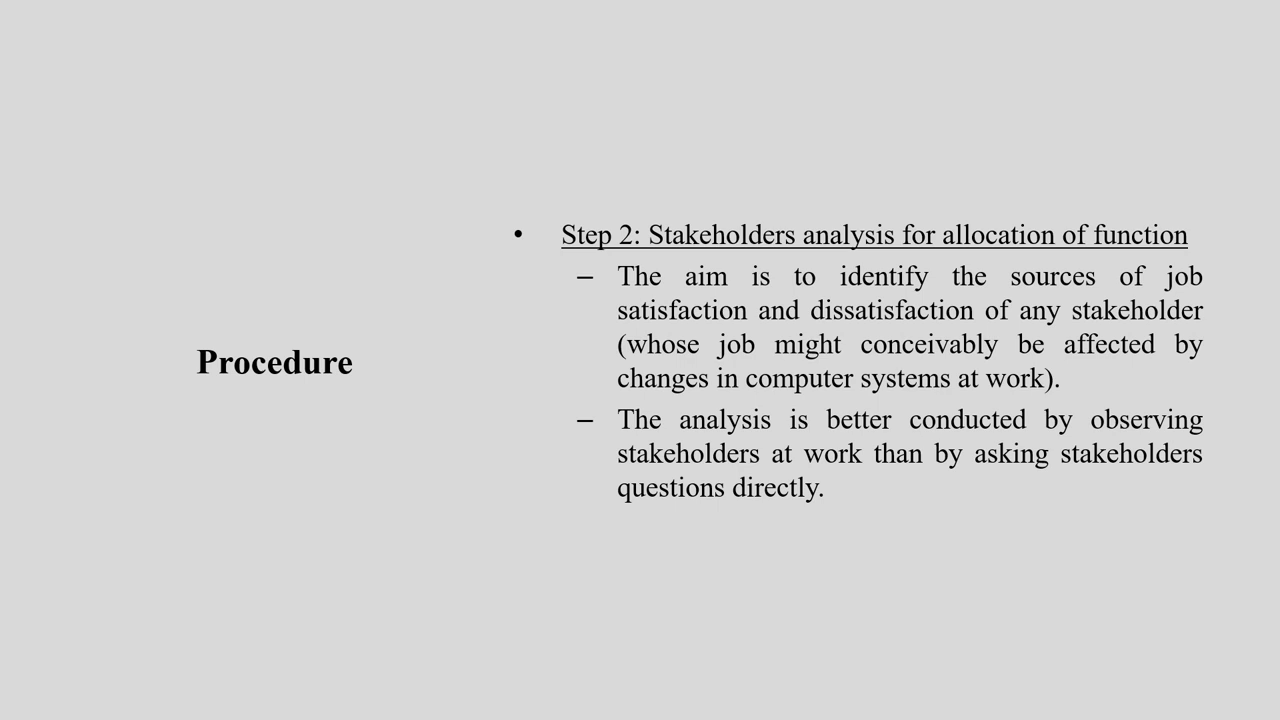 Procedure
• Step 2: Stakeholders analysis for allocation of function
– The aim is to identify the sources of job
satisfaction and dissatisfaction of any stakeholder
(whose job might conceivably be affected by
changes in computer systems at work).
– The analysis is better conducted by observing
stakeholders at work than by asking stakeholders
questions directly.